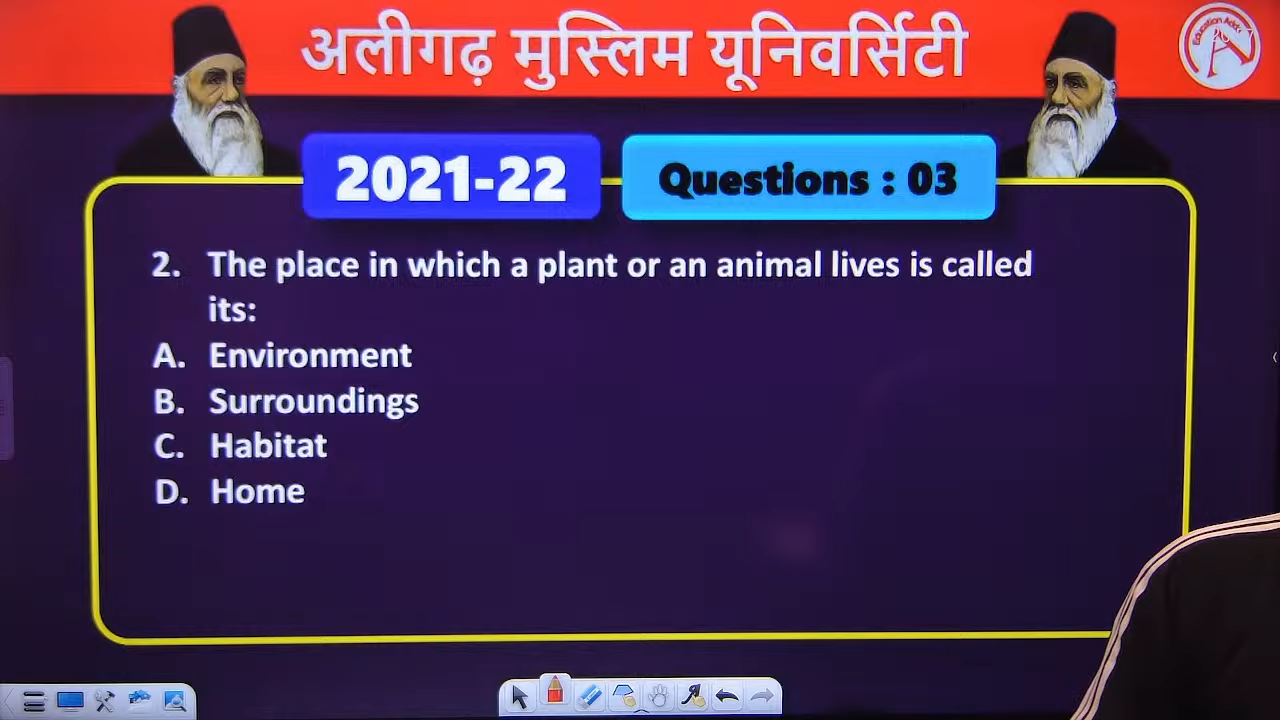 अलीगढ़ मुस्लिम यूनिवर्सिटी
2021-22
Questions : 03
2. The place in which a plant or an animal lives is called
its:
A. Environment
B. Surroundings
C. Habitat
D. Home